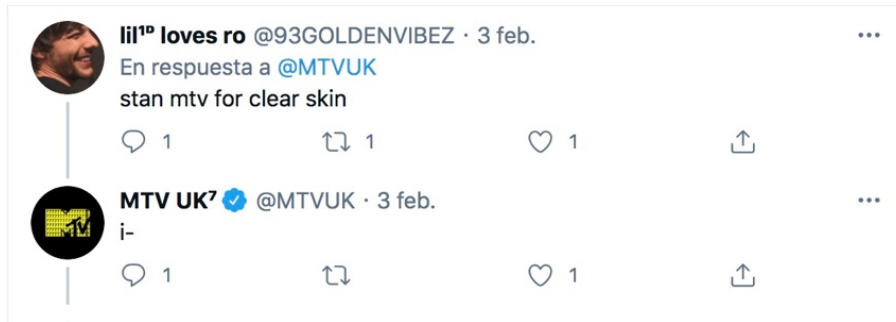 lil¹ᴰ loves ro @93GOLDENVIBEZ · 3 feb.
En respuesta a @MTVUK
stan mtv for clear skin
1 1 1
MTV UK⁷ @MTVUK · 3 feb.
MTV
i-
1 1